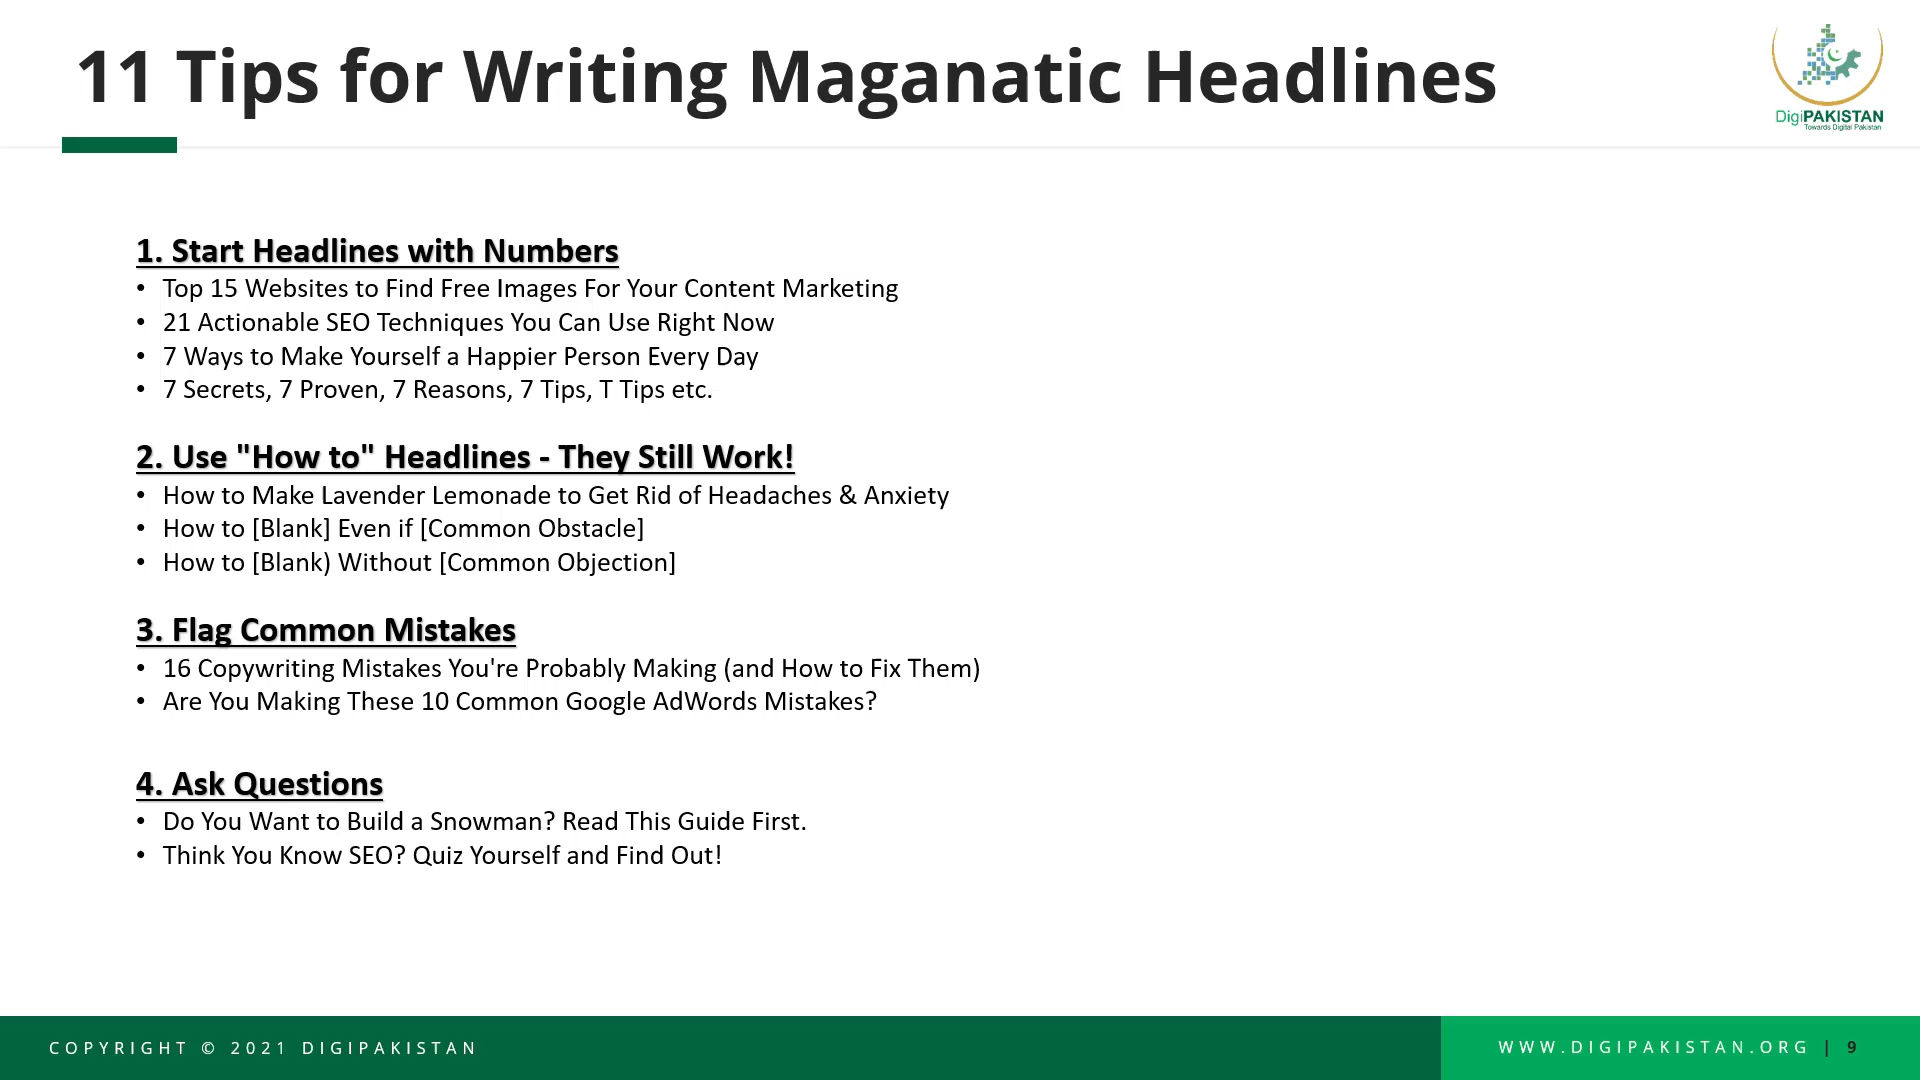 11 Tips for Writing Maganatic Headlines
DigiPAKISTAN
Towards Digital Pakistan
1. Start Headlines with Numbers
• Top 15 Websites to Find Free Images For Your Content Marketing
• 21 Actionable SEO Techniques You Can Use Right Now
• 7 Ways to Make Yourself a Happier Person Every Day
• 7 Secrets, 7 Proven, 7 Reasons, 7 Tips, T Tips etc.
2. Use "How to" Headlines - They Still Work!
• How to Make Lavender Lemonade to Get Rid of Headaches & Anxiety
• How to [Blank] Even if [Common Obstacle]
• How to [Blank) Without [Common Objection]
3. Flag Common Mistakes
• 16 Copywriting Mistakes You're Probably Making (and How to Fix Them)
• Are You Making These 10 Common Google AdWords Mistakes?
4. Ask Questions
• Do You Want to Build a Snowman? Read This Guide First.
• Think You Know SEO? Quiz Yourself and Find Out!
COPYRIGHT © 2021 DIGIPAKISTAN
WWW.DIGIPAKISTAN.ORG | 9